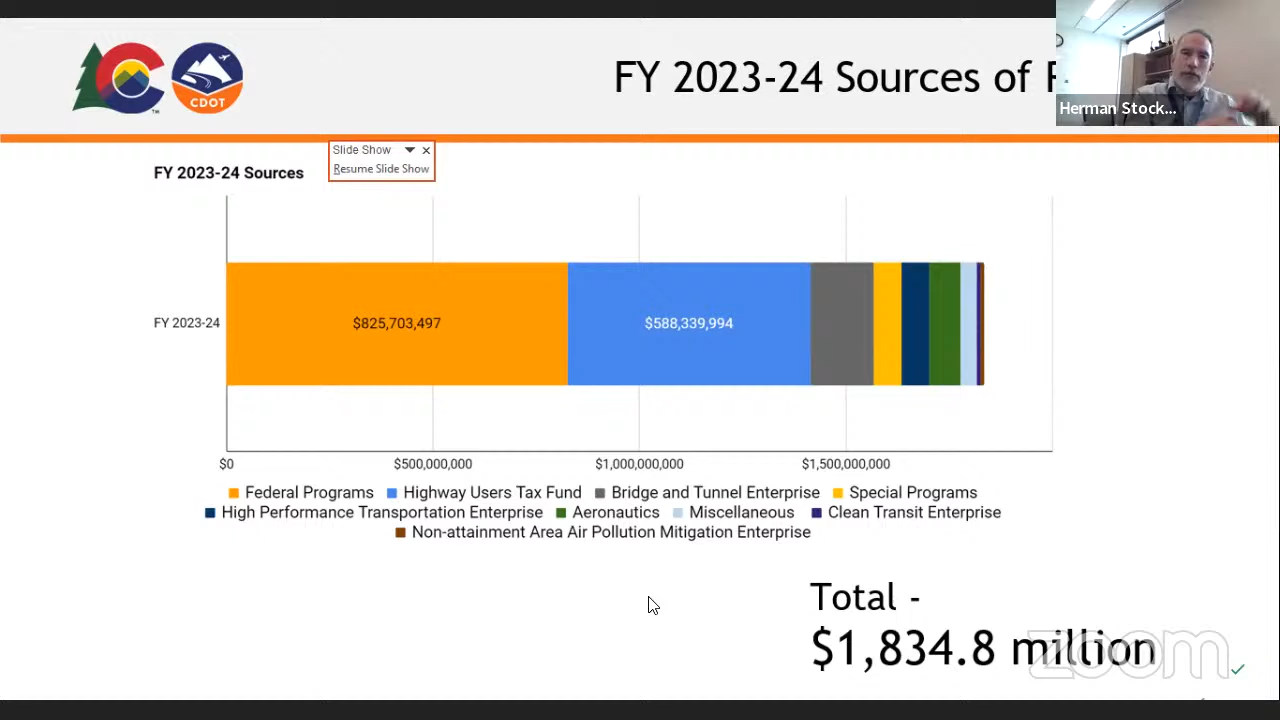 FY 2023-24 Sources of
Herman Stock...
CDOT
Slide Show
Resume Slide Show
FY 2023-24 Sources
FY 2023-24
$825,703,497
$588,339,994
$0
$500,000,000
$1,000,000,000
$1,500,000,000
Federal Programs
Highway Users Tax Fund
Bridge and Tunnel Enterprise
Special Programs
High Performance Transportation Enterprise
Aeronautics
Miscellaneous
Clean Transit Enterprise
Non-attainment Area Air Pollution Mitigation Enterprise
Total -
$1,834.8 million
zoom